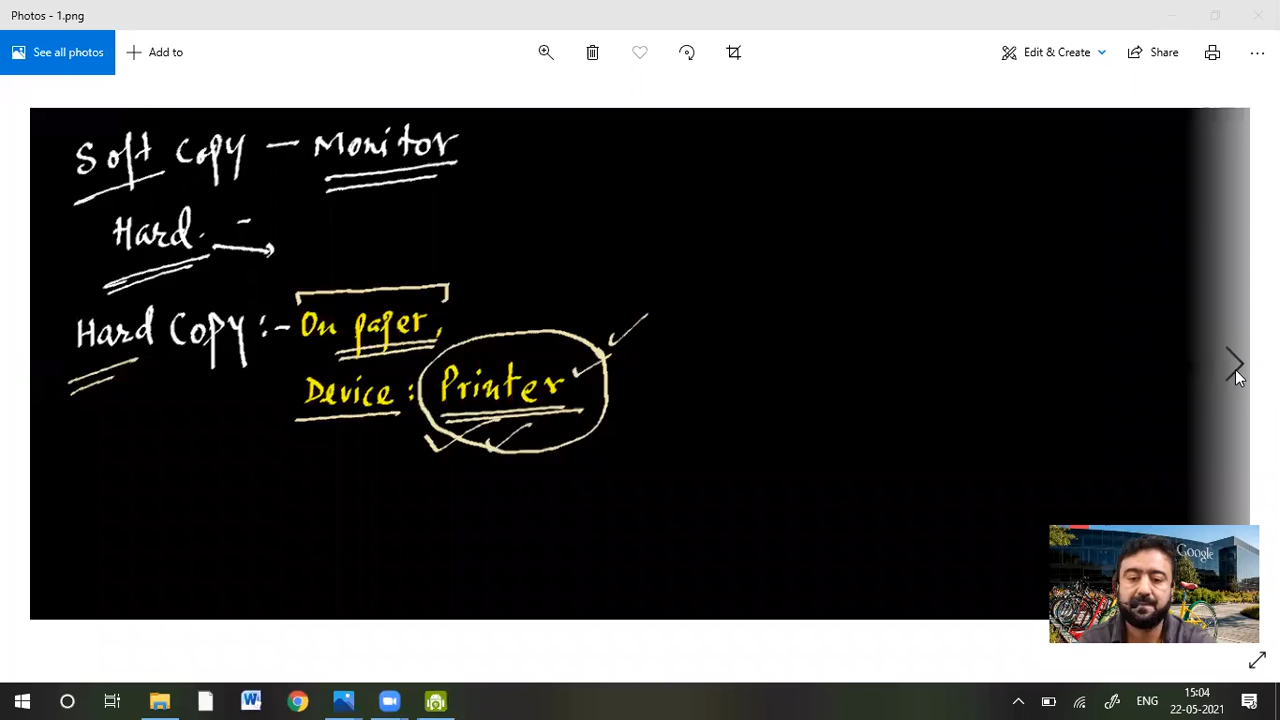 Photos - 1.png
See all photos
Add to
Edit & Create
Share
Soft Copy - Monitor
Hard. - →
Hard Copy :- On paper,
Device : Printer
Google
ENG
15:04
22-05-2021